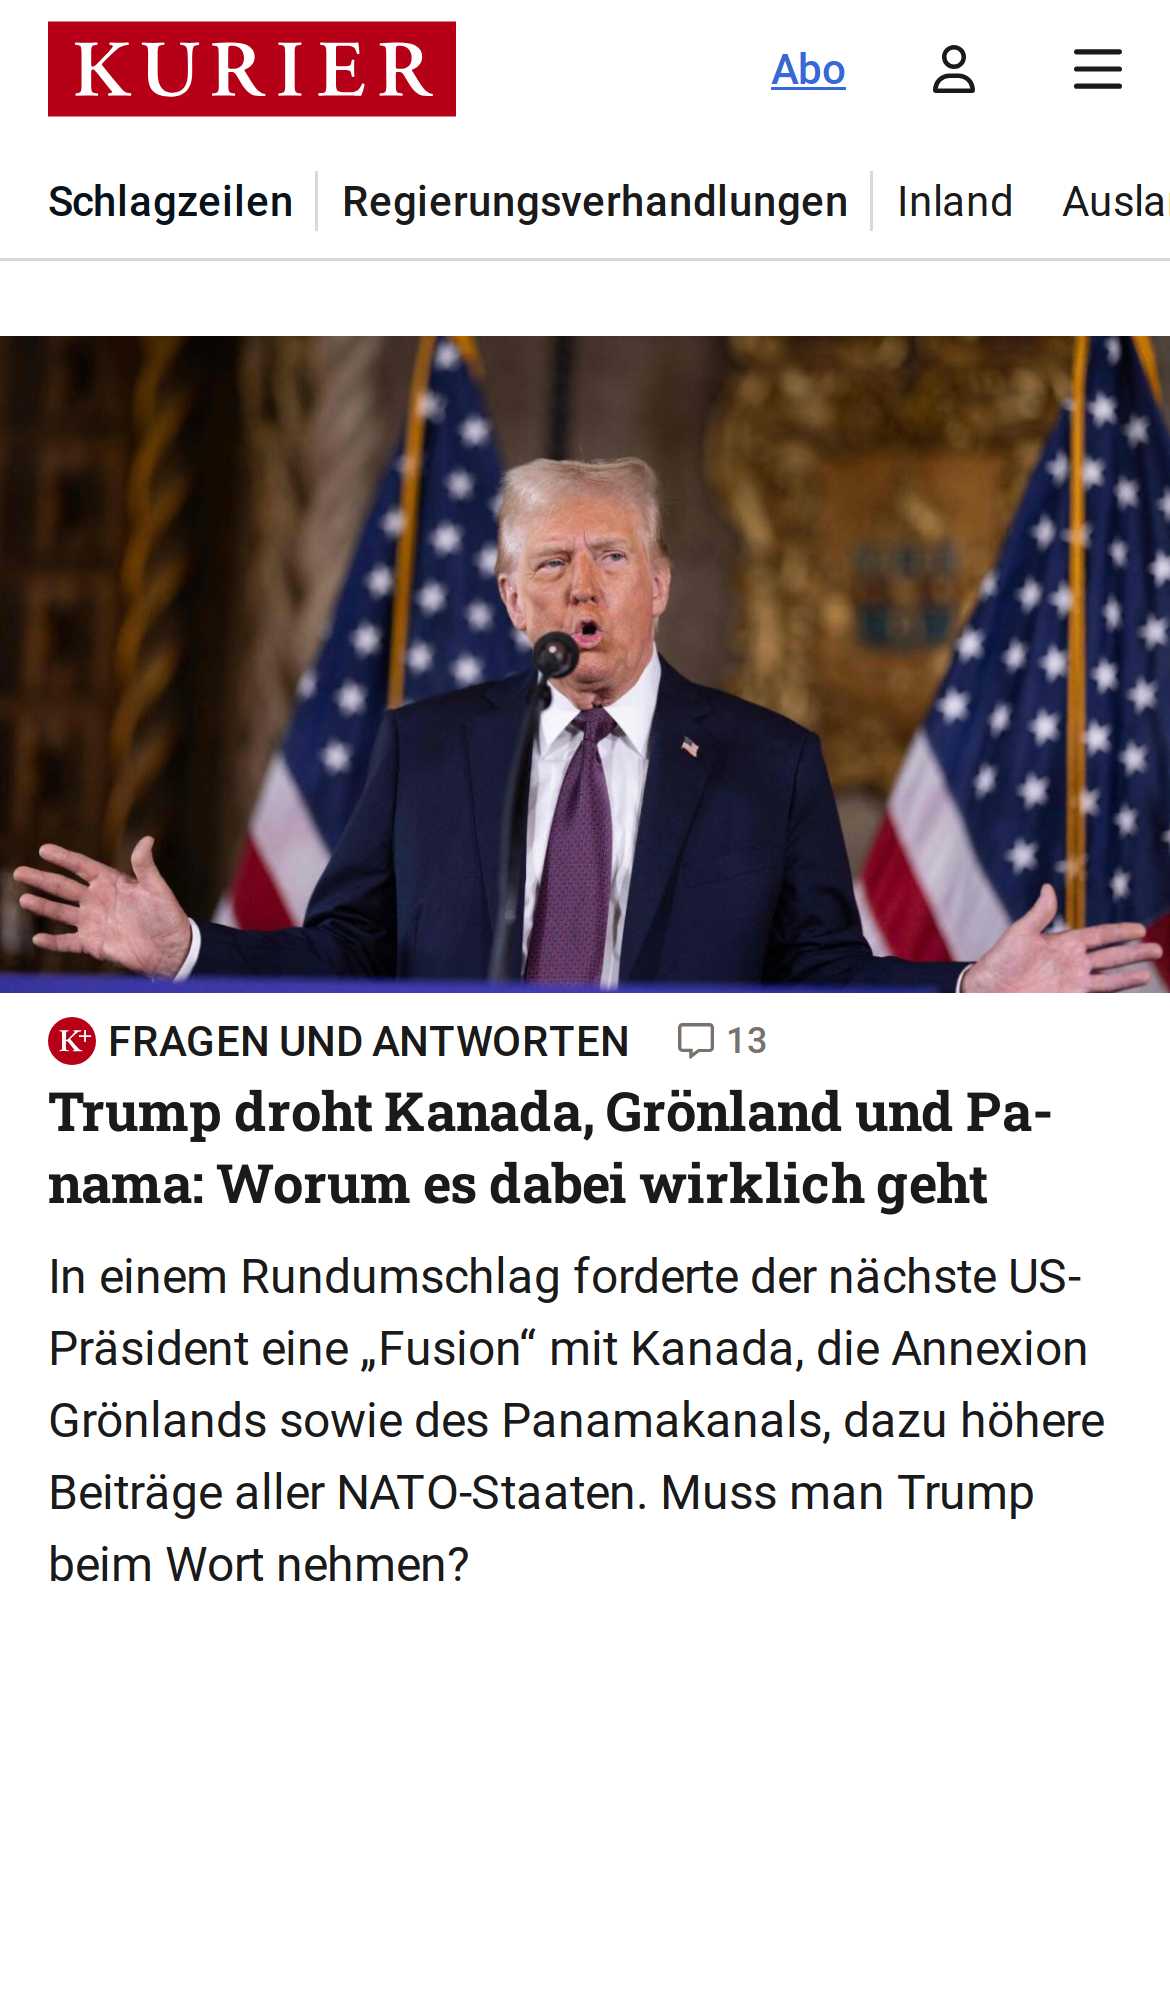 KURIER
Abo
Schlagzeilen
Regierungsverhandlungen
Inland
Ausla
K+ FRAGEN UND ANTWORTEN
13
Trump droht Kanada, Grönland und Pa-
nama: Worum es dabei wirklich geht
In einem Rundumschlag forderte der nächste US-
Präsident eine „Fusion“ mit Kanada, die Annexion
Grönlands sowie des Panamakanals, dazu höhere
Beiträge aller NATO-Staaten. Muss man Trump
beim Wort nehmen?